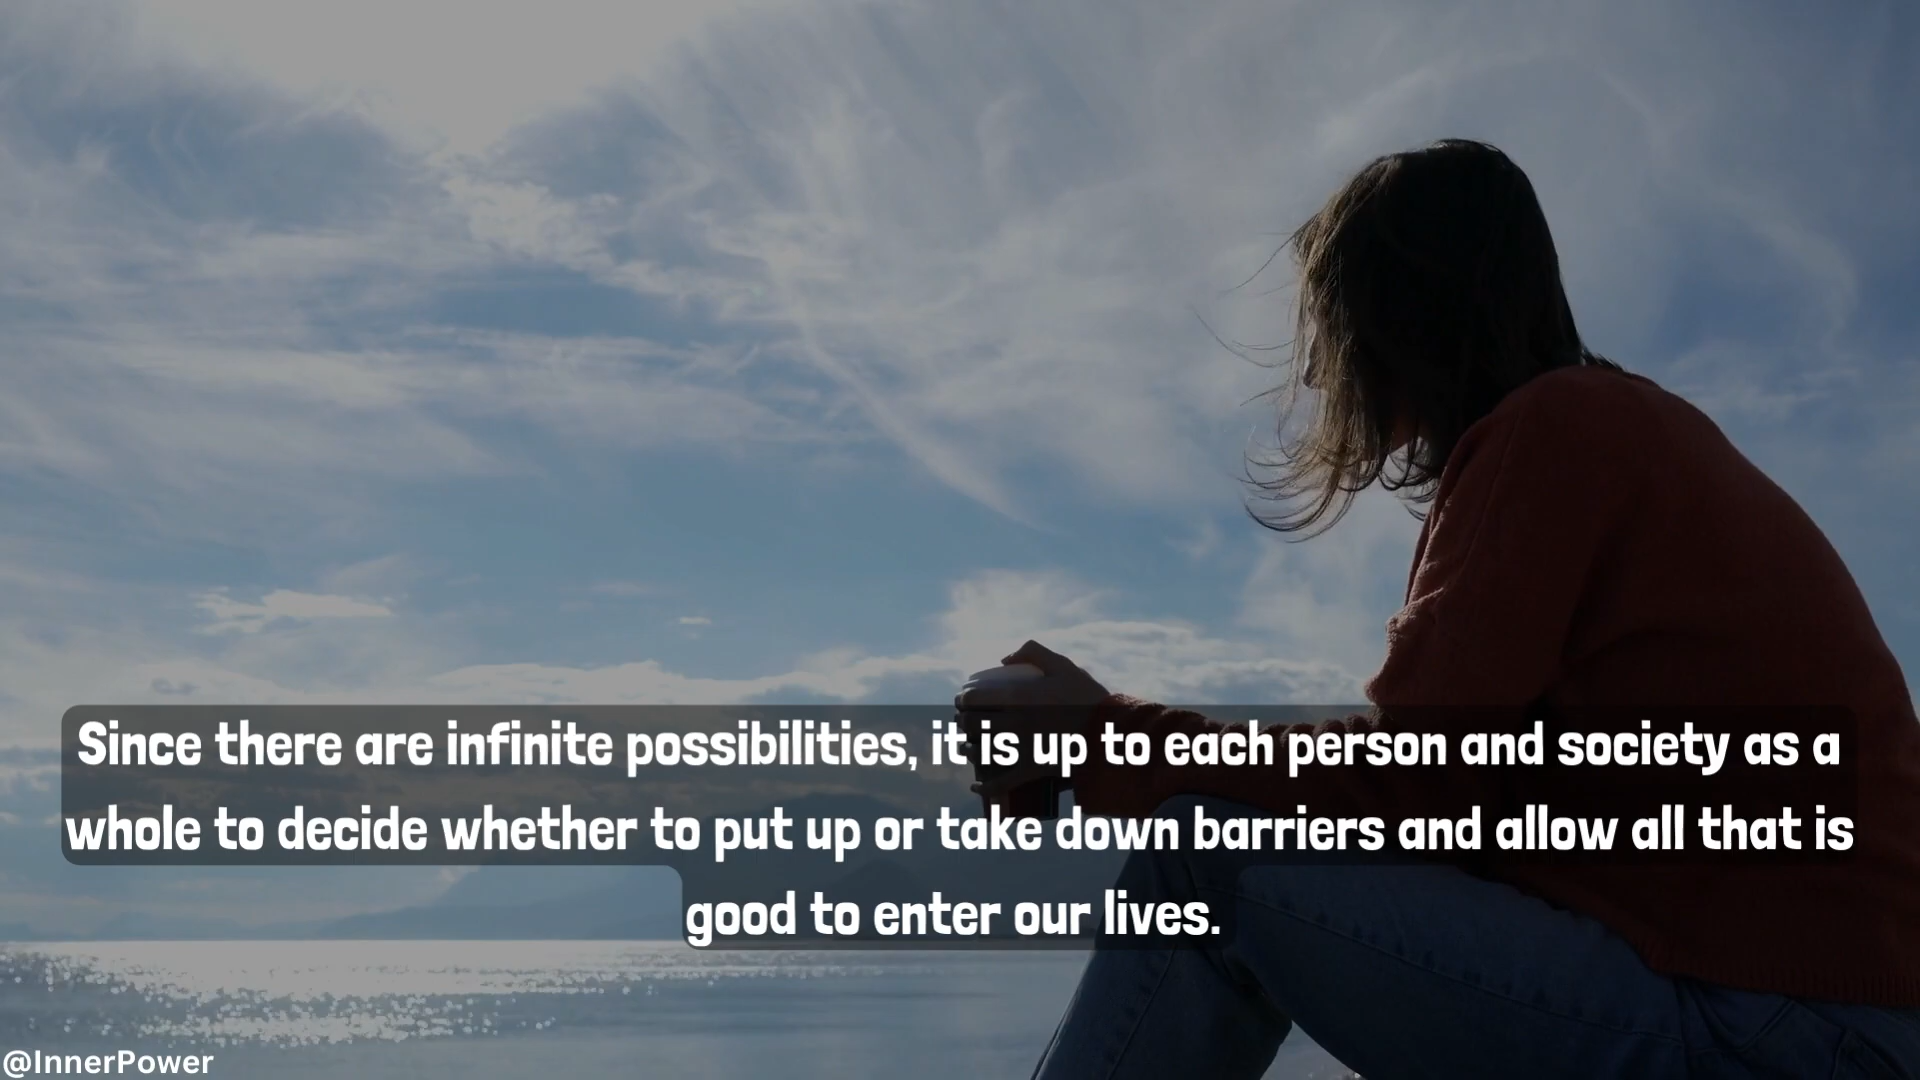 Since there are infinite possibilities, it is up to each person and society as a
whole to decide whether to put up or take down barriers and allow all that is
good to enter our lives.
@InnerPower